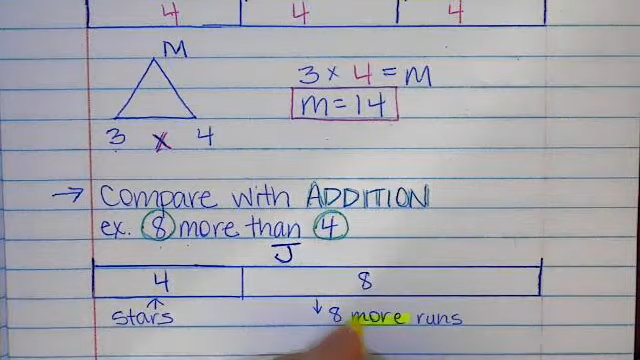 4 4 4
M
3 × 4 = M
m = 14
3 x 4
→ Compare with ADDITION
ex. 8 more than 4
J
4 8
↑ ↓ 8 more runs
stars